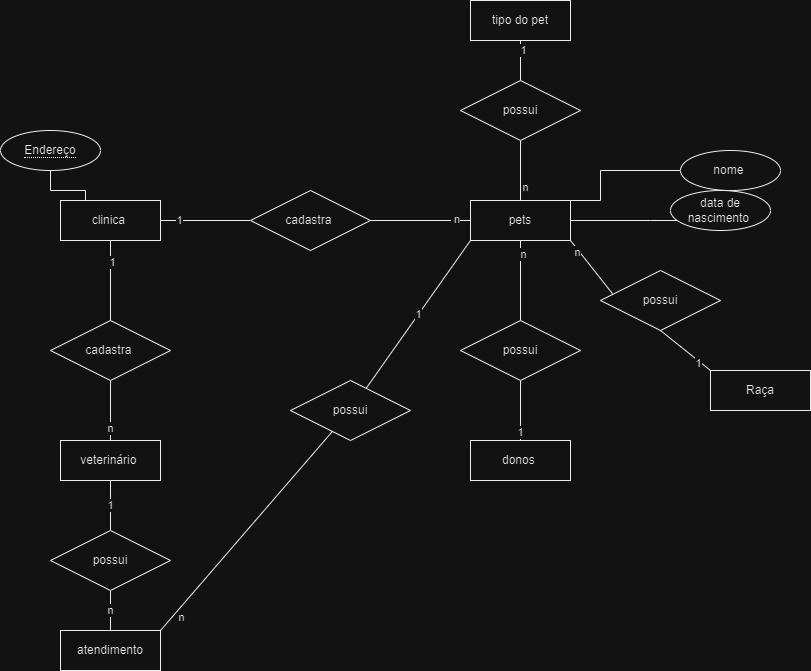 tipo do pet
1
possui
n
Endereço
nome
data de
nascimento
clinica
1
cadastra
n
pets
1
n
n
possui
1
cadastra
possui
possui
1
Raça
n
1
veterinário
donos
1
possui
n
n
atendimento